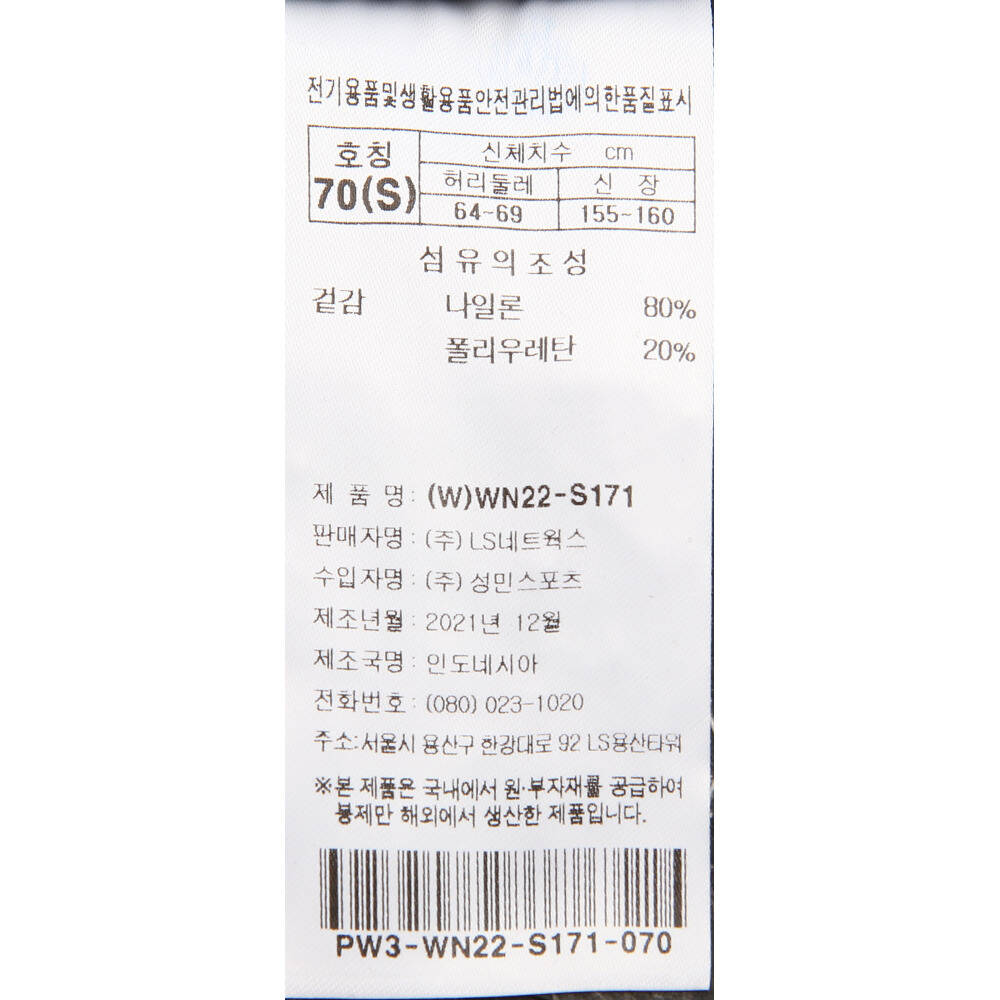 전기용품및생활용품안전관리법에의한품질표시
호칭 신체치수 cm
70(S) 허리둘레 신 장
64~69 155~160
섬유의조성
겉감 나일론 80%
폴리우레탄 20%
제 품 명: (W)WN22-S171
판매자명: (주)LS네트웍스
수입자명: (주)성민스포츠
제조년월: 2021년 12월
제조국명: 인도네시아
전화번호: (080) 023-1020
주소:서울시 용산구 한강대로 92 LS용산타워
※본 제품은 국내에서 원·부자재를 공급하여
봉제만 해외에서 생산한 제품입니다.
PW3-WN22-S171-070